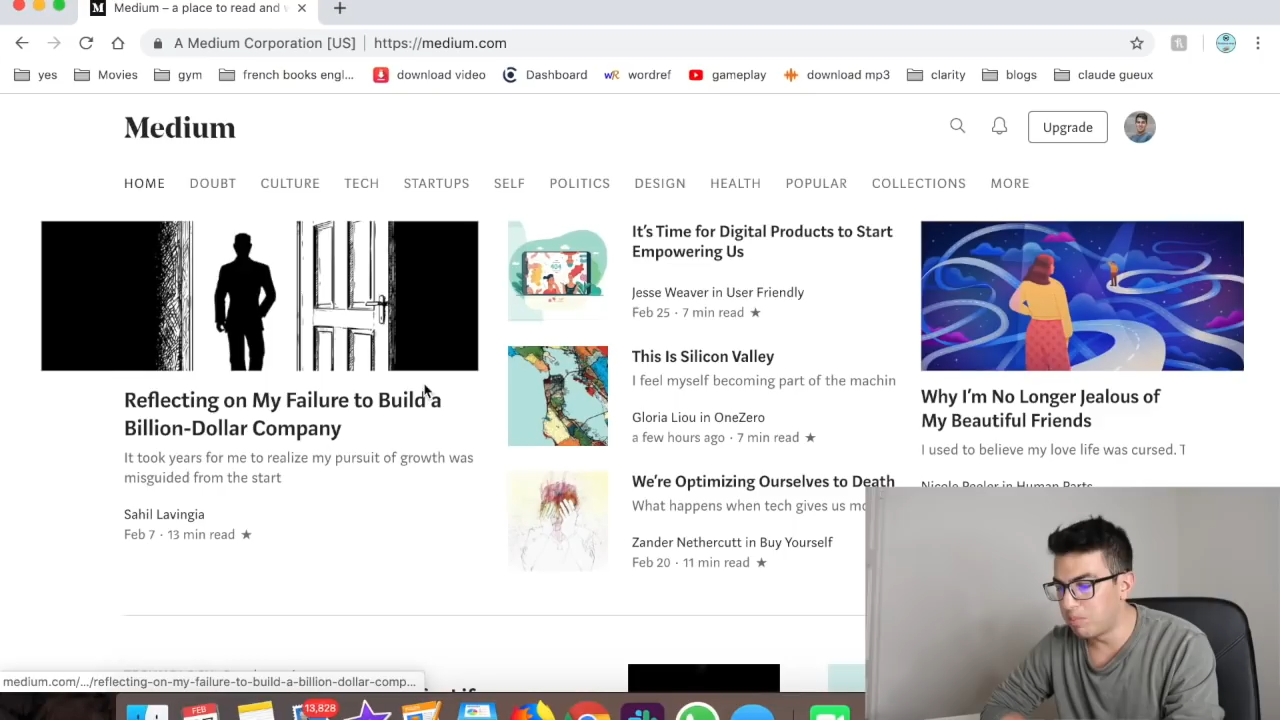 Medium – a place to read and w
A Medium Corporation [US] | https://medium.com
yes Movies gym french books engl... download video Dashboard wordref gameplay download mp3 clarity blogs claude gueux
Medium
Upgrade
HOME DOUBT CULTURE TECH STARTUPS SELF POLITICS DESIGN HEALTH POPULAR COLLECTIONS MORE
Reflecting on My Failure to Build a
Billion-Dollar Company
It took years for me to realize my pursuit of growth was
misguided from the start
Sahil Lavingia
Feb 7 · 13 min read ★
It's Time for Digital Products to Start
Empowering Us
Jesse Weaver in User Friendly
Feb 25 · 7 min read ★
This Is Silicon Valley
I feel myself becoming part of the machin
Gloria Liou in OneZero
a few hours ago · 7 min read ★
We're Optimizing Ourselves to Death
What happens when tech gives us mo
Zander Nethercutt in Buy Yourself
Feb 20 · 11 min read ★
Why I'm No Longer Jealous of
My Beautiful Friends
I used to believe my love life was cursed. T
Nicole Peeler in Human Parts
medium.com/.../reflecting-on-my-failure-to-build-a-billion-dollar-comp...
FEB
13,828